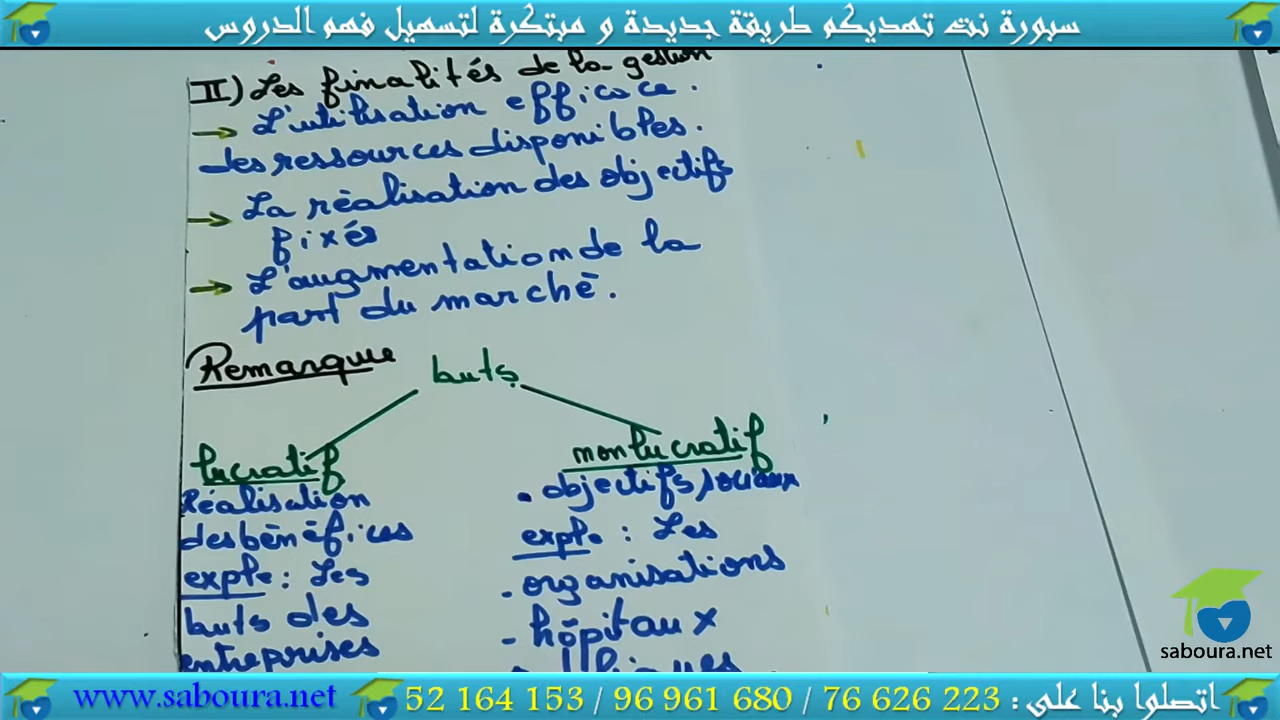 سبورة نت تهديكم طريقة جديدة و مبتكرة لتسهيل فهم الدروس
II) Les finalités de la gestion
→ L'utilisation efficace.
des ressources disponibles.
→ La réalisation des objectifs
fixés
→ L'augmentation de la
part du marché.
Remarque
buts
lucratif
Réalisation
des bénéfices
exple : Les
buts des
entreprises
non lucratif
. objectifs sociaux
exple : Les
- organisations
- hôpitaux
saboura.net
www.saboura.net
اتصلوا بنا على : 52 164 153 / 96 961 680 / 76 626 223